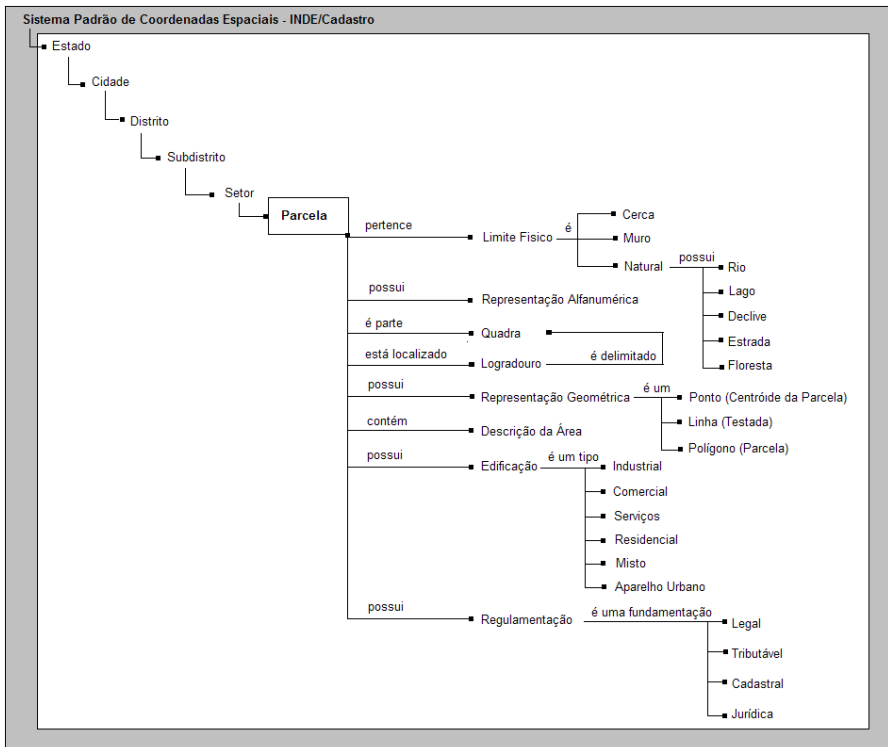 Sistema Padrão de Coordenadas Espaciais - INDE/Cadastro
Estado
Cidade
Distrito
Subdistrito
Setor
Parcela
pertence
Limite Fisico
é
Cerca
Muro
Natural
possui
Rio
Lago
Declive
Estrada
Floresta
possui
Representação Alfanumérica
é parte
Quadra
está localizado
Logradouro
é delimitado
possui
Representação Geométrica
é um
Ponto (Centróide da Parcela)
Linha (Testada)
Polígono (Parcela)
contém
Descrição da Área
possui
Edificação
é um tipo
Industrial
Comercial
Serviços
Residencial
Misto
Aparelho Urbano
possui
Regulamentação
é uma fundamentação
Legal
Tributável
Cadastral
Jurídica